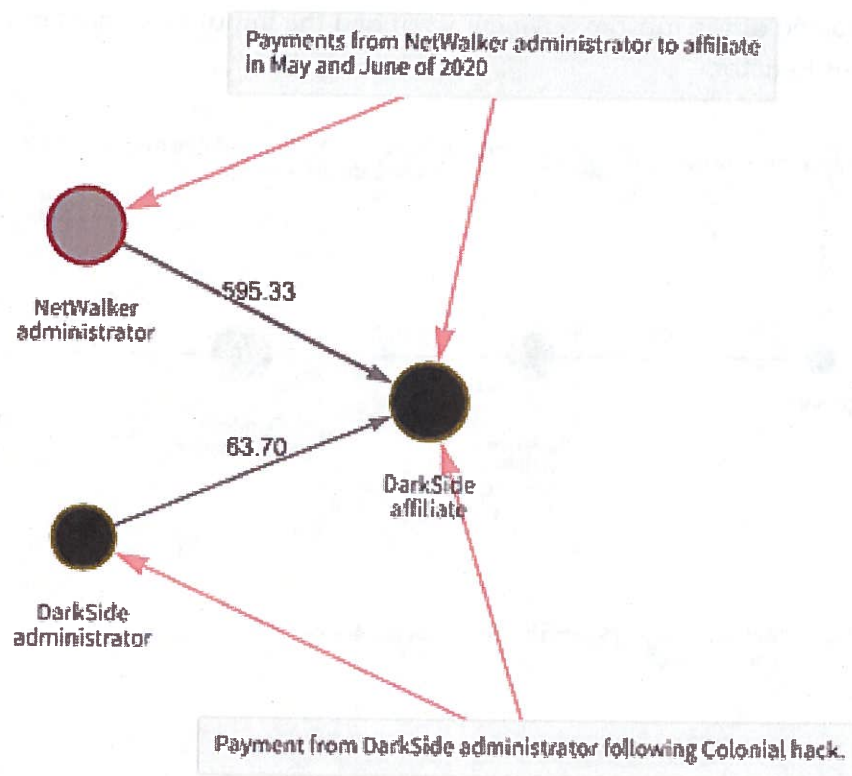 Payments from NetWalker administrator to affiliate
in May and June of 2020
595.33
NetWalker
administrator
63.70
DarkSide
affiliate
DarkSide
administrator
Payment from DarkSide administrator following Colonial hack.